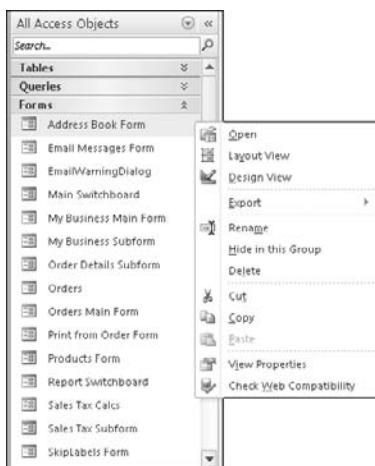 All Access Objects
Search...
Tables
Queries
Forms
Address Book Form
Email Messages Form
EmailWarningDialog
Main Switchboard
My Business Main Form
My Business Subform
Order Details Subform
Orders
Orders Main Form
Print from Order Form
Products Form
Report Switchboard
Sales Tax Calcs
Sales Tax Subform
SkipLabels Form
Open
Layout View
Design View
Export
Rename
Hide in this Group
Delete
Cut
Copy
Paste
View Properties
Check Web Compatibility